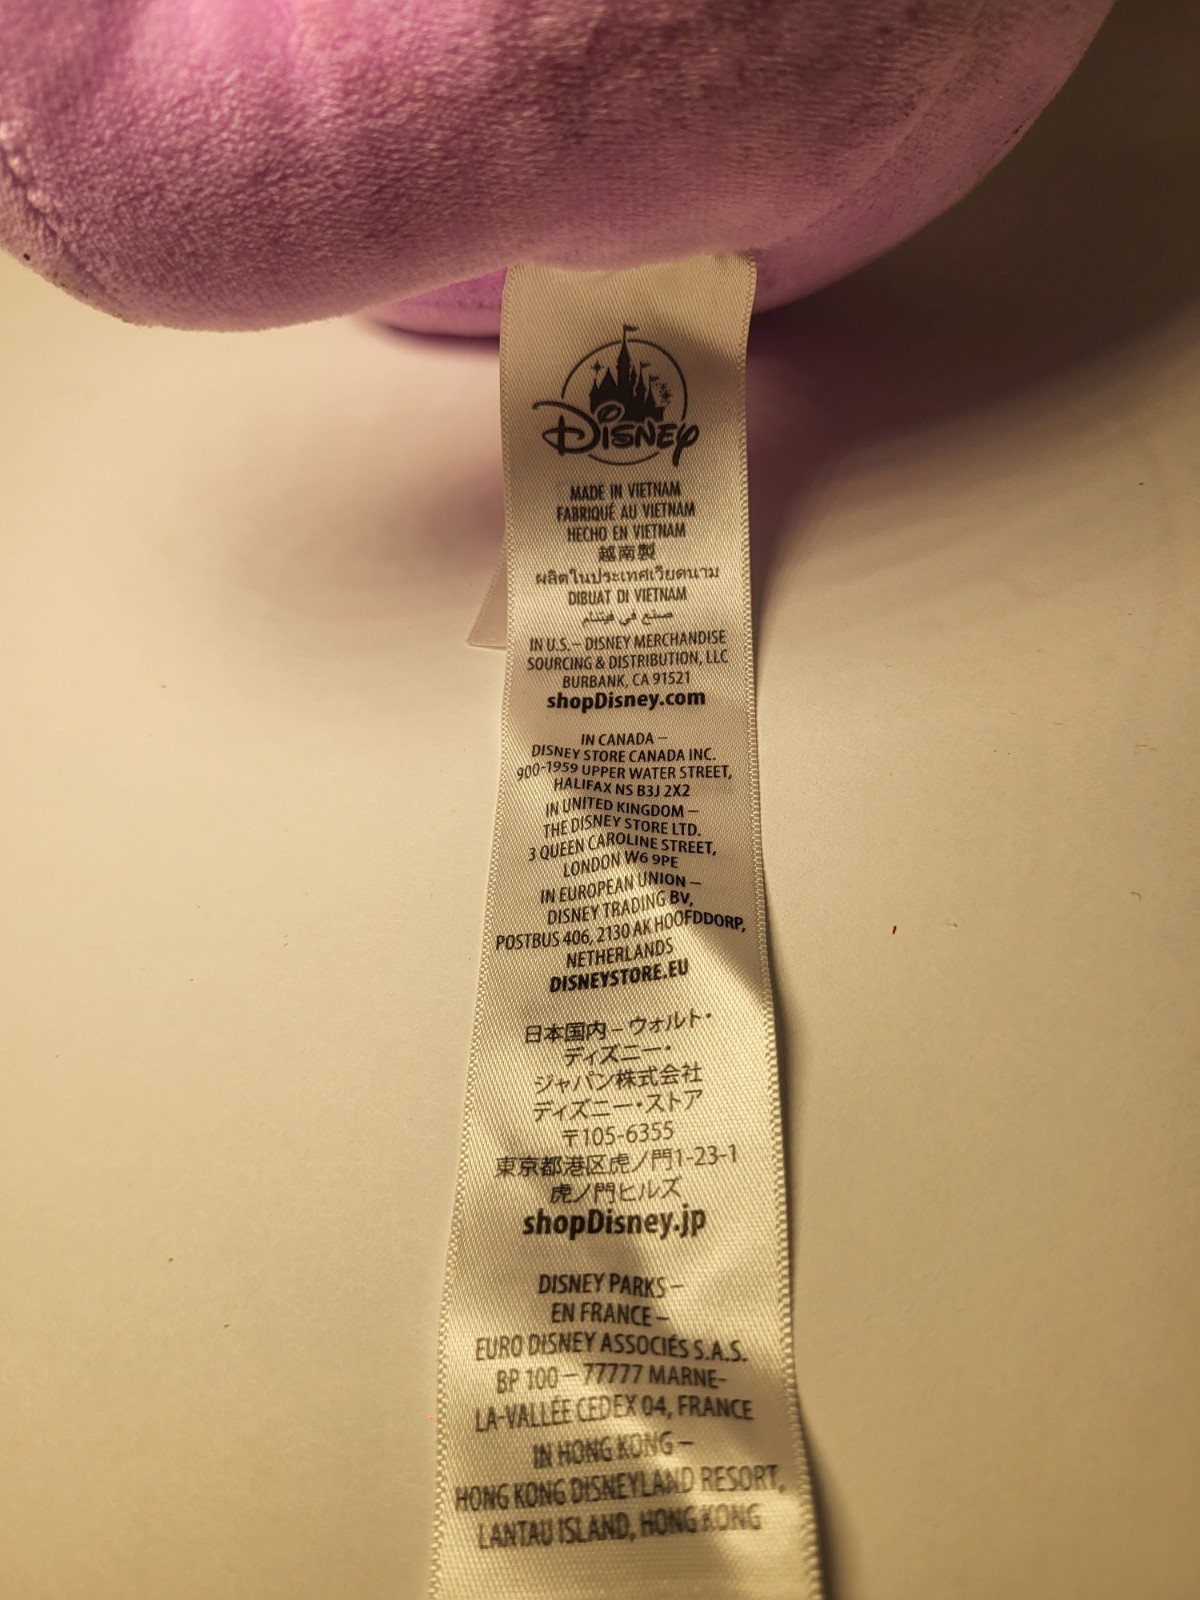 Disney
MADE IN VIETNAM
FABRIQUÉ AU VIETNAM
HECHO EN VIETNAM
越南製
ผลิตในประเทศเวียดนาม
DIBUAT DI VIETNAM
صنع في فيتنام
IN U.S.– DISNEY MERCHANDISE
SOURCING & DISTRIBUTION, LLC
BURBANK, CA 91521
shopDisney.com
IN CANADA –
DISNEY STORE CANADA INC.
900-1959 UPPER WATER STREET,
HALIFAX NS B3J 2X2
IN UNITED KINGDOM –
THE DISNEY STORE LTD.
3 QUEEN CAROLINE STREET,
LONDON W6 9PE
IN EUROPEAN UNION –
DISNEY TRADING BV,
POSTBUS 406, 2130 AK HOOFDDORP,
NETHERLANDS
DISNEYSTORE.EU
日本国内 – ウォルト・
ディズニー・
ジャパン株式会社
ディズニー・ストア
〒105-6355
東京都港区虎ノ門1-23-1
虎ノ門ヒルズ
shopDisney.jp
DISNEY PARKS –
EN FRANCE –
EURO DISNEY ASSOCIÉS S.A.S.
BP 100 – 77777 MARNE-
LA-VALLÉE CEDEX 04, FRANCE
IN HONG KONG –
HONG KONG DISNEYLAND RESORT,
LANTAU ISLAND, HONG KONG